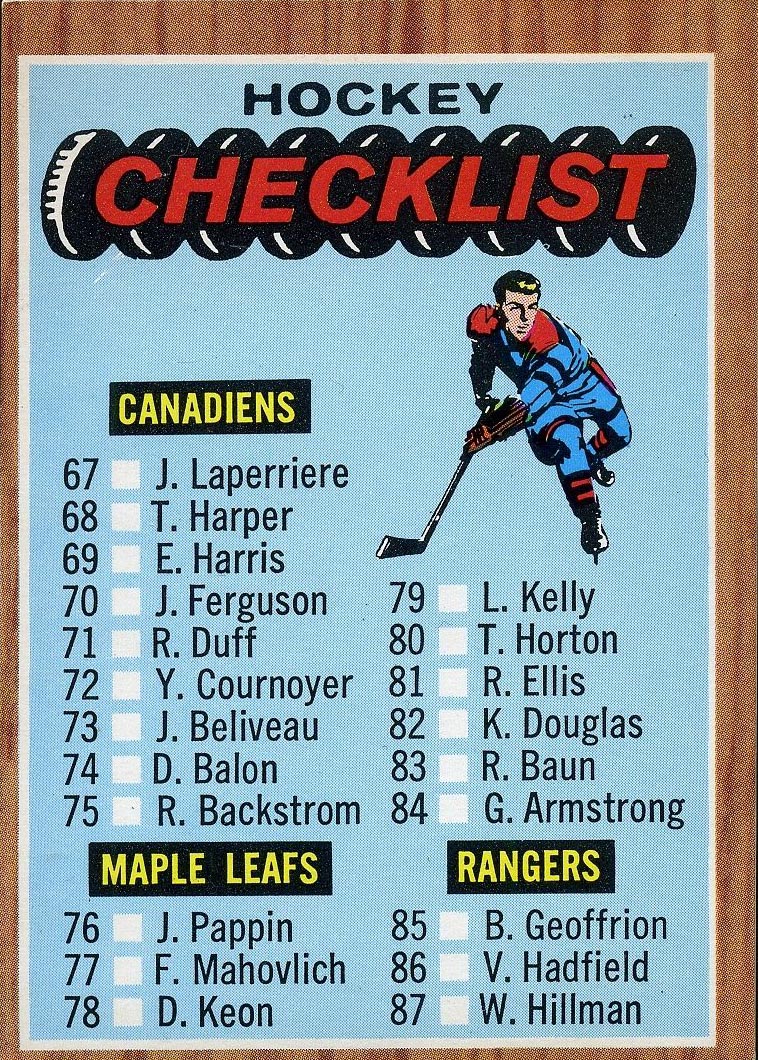 HOCKEY
CHECKLIST
CANADIENS
67 J. Laperriere
68 T. Harper
69 E. Harris
70 J. Ferguson
71 R. Duff
72 Y. Cournoyer
73 J. Beliveau
74 D. Balon
75 R. Backstrom
MAPLE LEAFS
76 J. Pappin
77 F. Mahovlich
78 D. Keon
79 L. Kelly
80 T. Horton
81 R. Ellis
82 K. Douglas
83 R. Baun
84 G. Armstrong
RANGERS
85 B. Geoffrion
86 V. Hadfield
87 W. Hillman